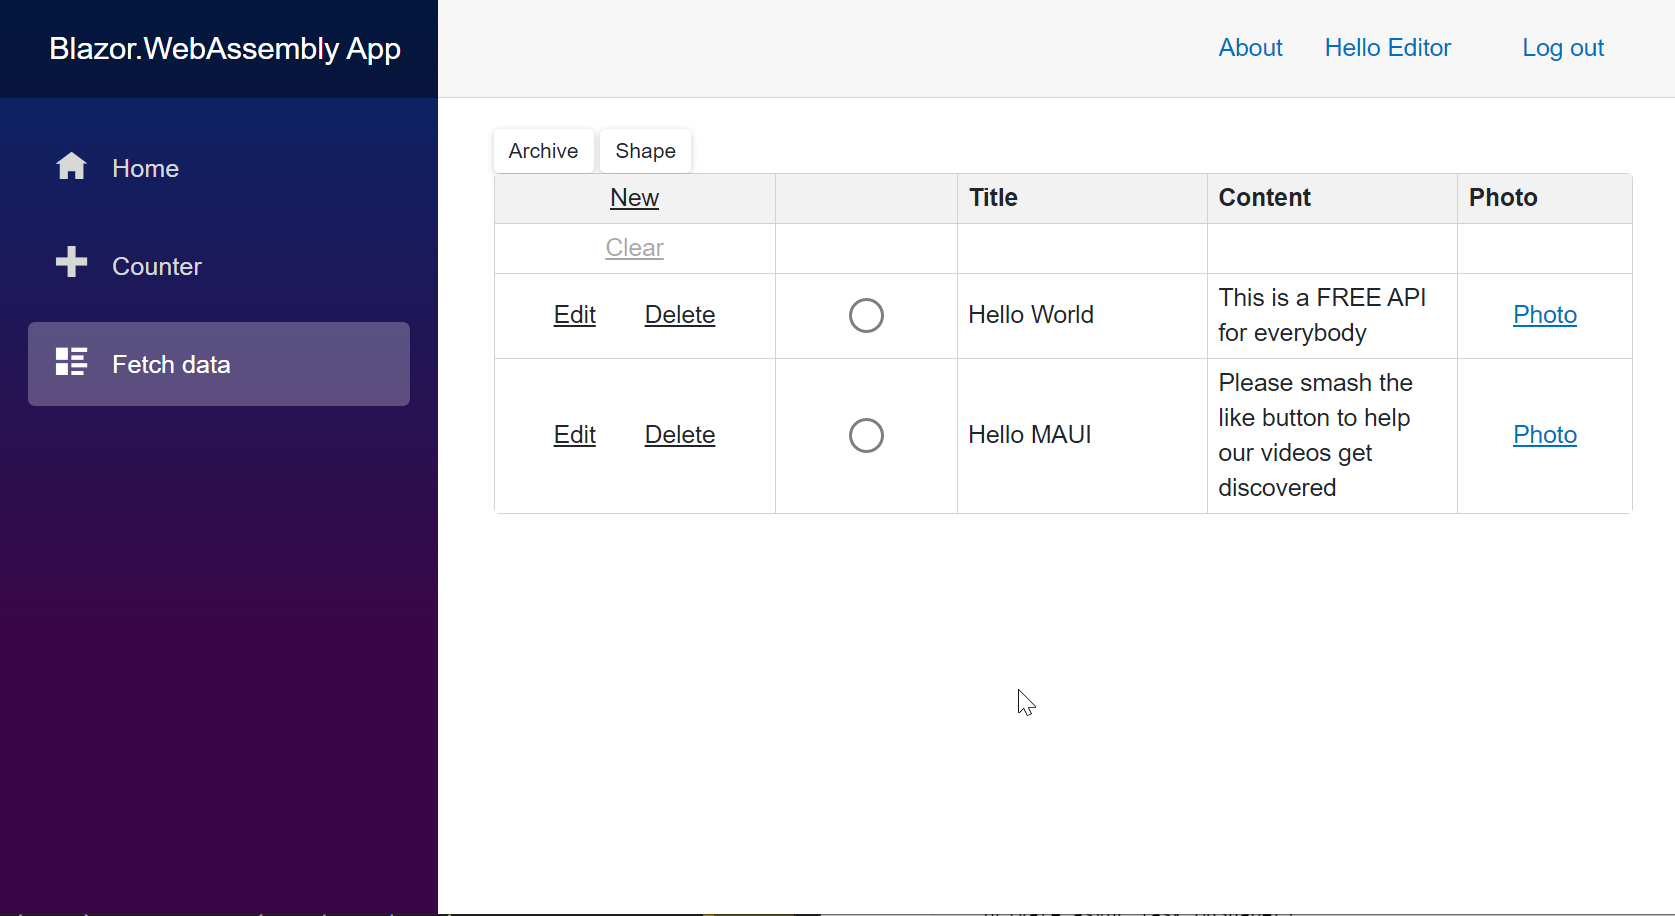 Blazor.WebAssembly App
About Hello Editor Log out
Home
Counter
Fetch data
Archive Shape
New Title Content Photo
Clear
Edit Delete Hello World This is a FREE API
for everybody
Photo
Edit Delete Hello MAUI Please smash the
like button to help
our videos get
discovered
Photo